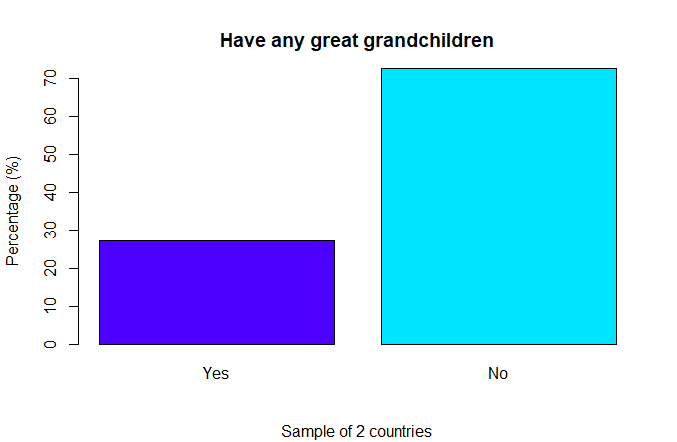 Have any great grandchildren
Percentage (%)
70
60
50
40
30
20
10
0
Yes
No
Sample of 2 countries